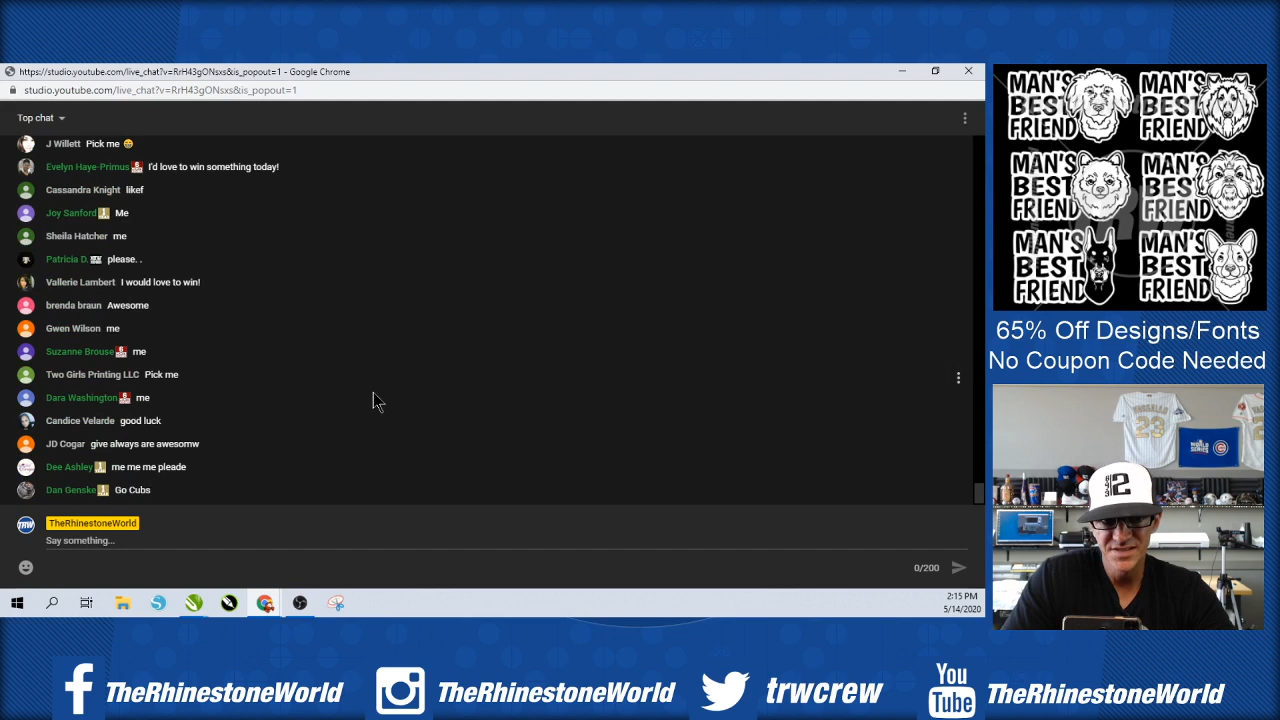 https://studio.youtube.com/live_chat?v=RrH43gONsxs&is_popout=1 - Google Chrome
studio.youtube.com/live_chat?v=RrH43gONsxs&is_popout=1
Top chat
J Willett Pick me
Evelyn Haye-Primus I'd love to win something today!
Cassandra Knight likef
Joy Sanford Me
Sheila Hatcher me
Patricia D. please. .
Vallerie Lambert I would love to win!
brenda braun Awesome
Gwen Wilson me
Suzanne Brouse me
Two Girls Printing LLC Pick me
Dara Washington me
Candice Velarde good luck
JD Cogar give always are awesomw
Dee Ashley me me me pleade
Dan Genske Go Cubs
TRW TheRhinestoneWorld
Say something...
0/200
2:15 PM
5/14/2020
MAN'S BEST FRIEND
MAN'S BEST FRIEND
MAN'S BEST FRIEND
MAN'S BEST FRIEND
MAN'S BEST FRIEND
MAN'S BEST FRIEND
65% Off Designs/Fonts
No Coupon Code Needed
23
WORLD SERIES
TheRhinestoneWorld
TheRhinestoneWorld
trwcrew
You Tube TheRhinestoneWorld